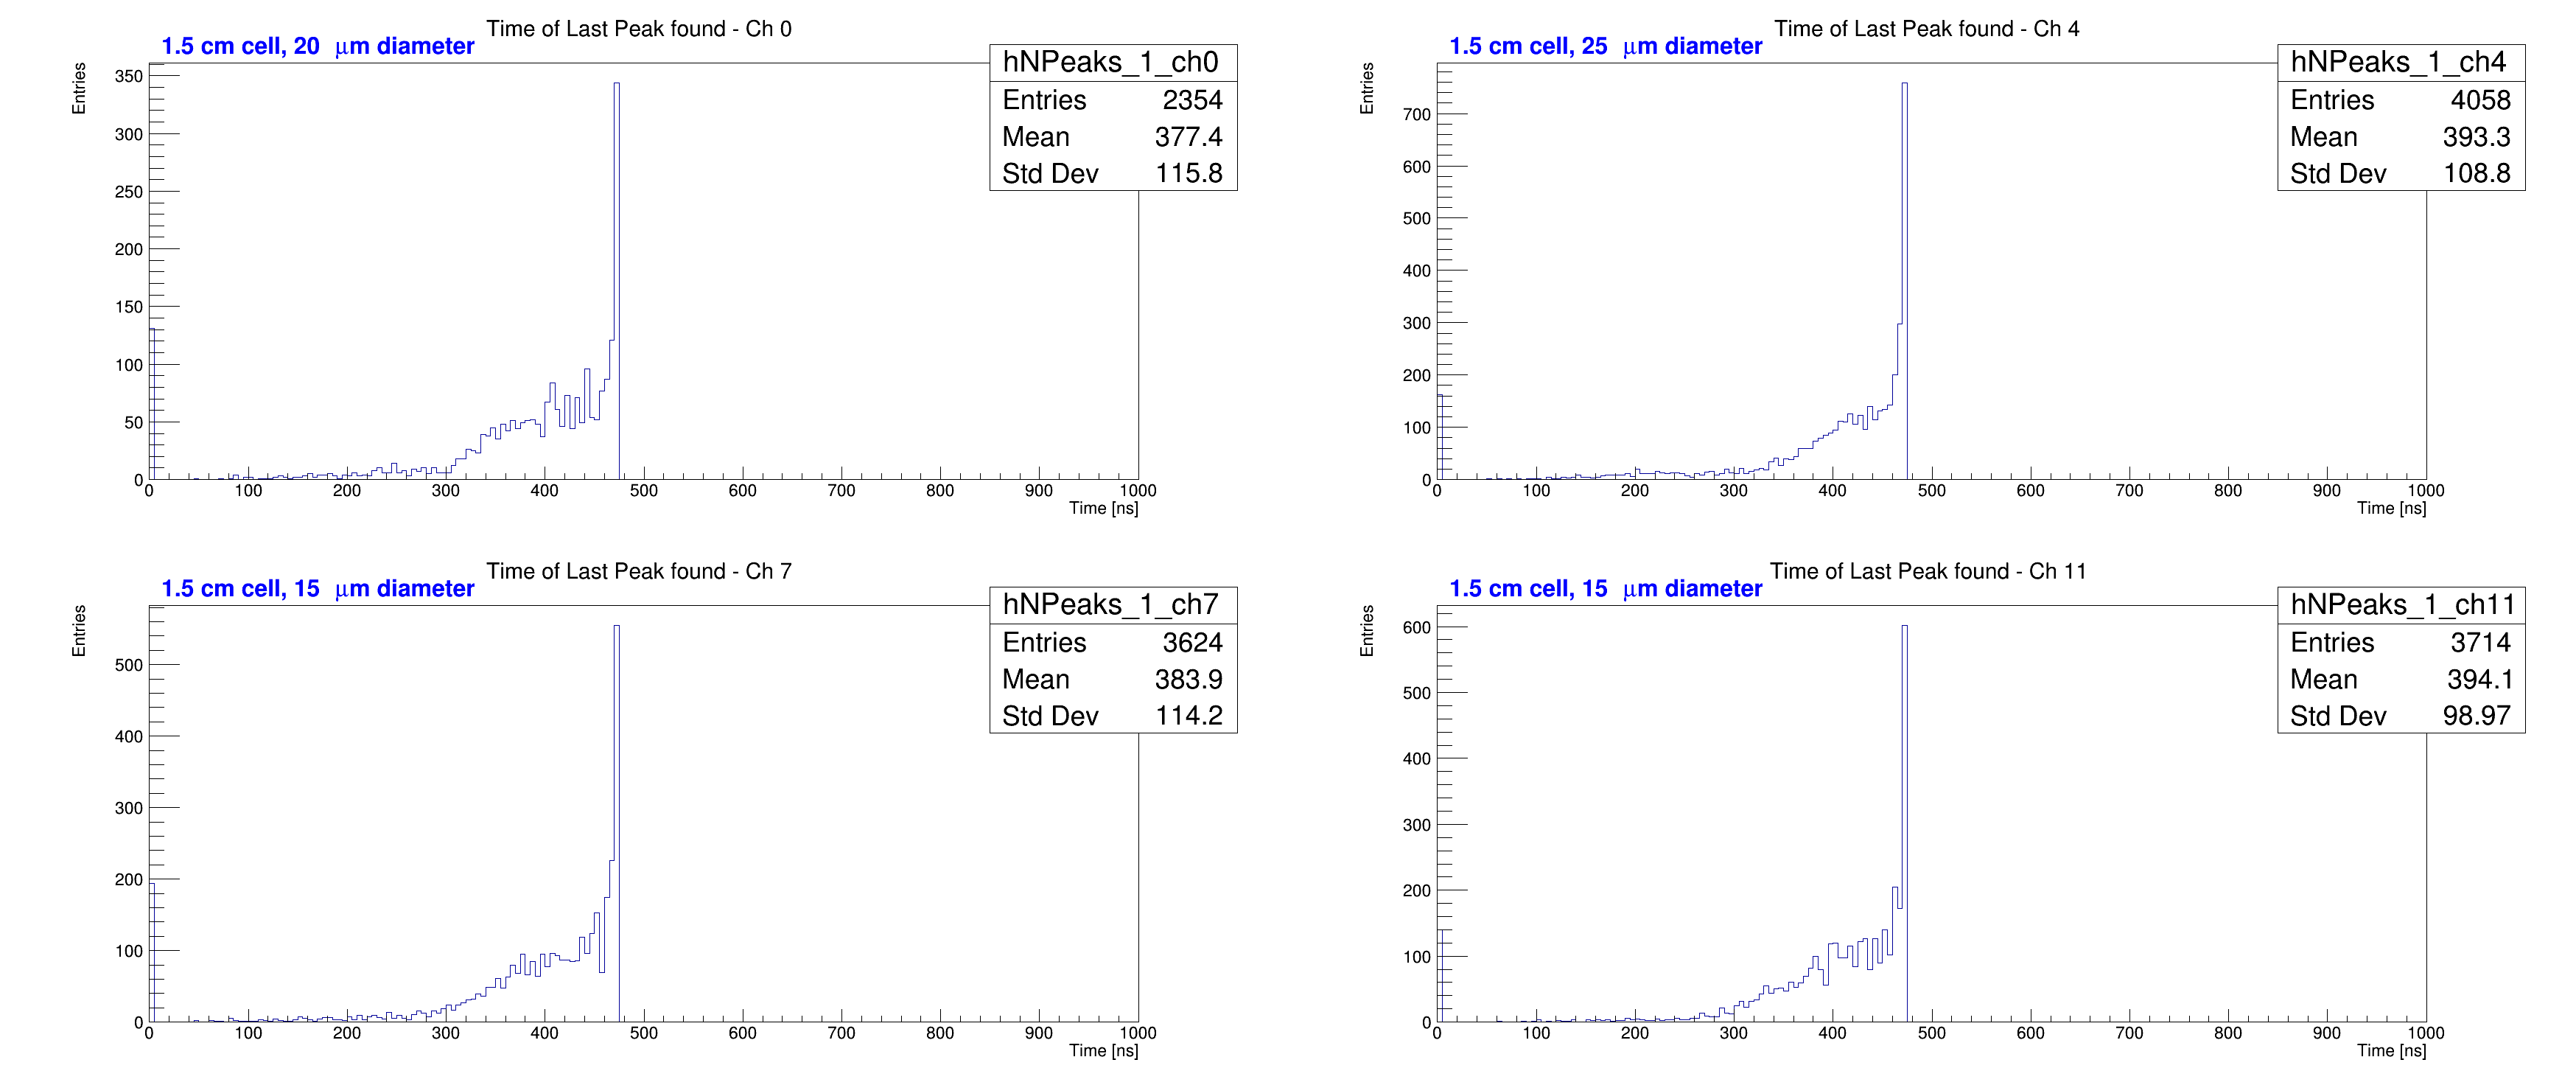 Time of Last Peak found - Ch 0
1.5 cm cell, 20 μm diameter
Entries
hNPeaks_1_ch0
Entries 2354
Mean 377.4
Std Dev 115.8
350
300
250
200
150
100
50
0
0 100 200 300 400 500 600 700 800 900 1000
Time [ns]
Time of Last Peak found - Ch 4
1.5 cm cell, 25 μm diameter
Entries
hNPeaks_1_ch4
Entries 4058
Mean 393.3
Std Dev 108.8
700
600
500
400
300
200
100
0
0 100 200 300 400 500 600 700 800 900 1000
Time [ns]
Time of Last Peak found - Ch 7
1.5 cm cell, 15 μm diameter
Entries
hNPeaks_1_ch7
Entries 3624
Mean 383.9
Std Dev 114.2
500
400
300
200
100
0
0 100 200 300 400 500 600 700 800 900 1000
Time [ns]
Time of Last Peak found - Ch 11
1.5 cm cell, 15 μm diameter
Entries
hNPeaks_1_ch11
Entries 3714
Mean 394.1
Std Dev 98.97
600
500
400
300
200
100
0
0 100 200 300 400 500 600 700 800 900 1000
Time [ns]